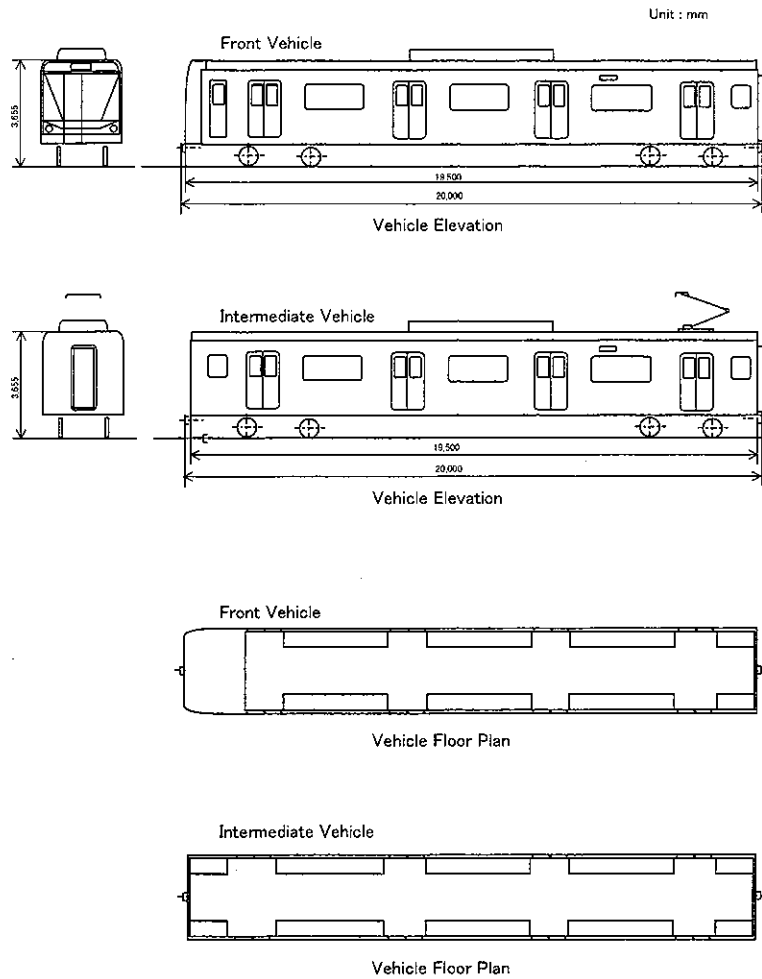 Unit : mm
Front Vehicle
3,655
19,500
20,000
Vehicle Elevation
Intermediate Vehicle
3,655
19,500
20,000
Vehicle Elevation
Front Vehicle
Vehicle Floor Plan
Intermediate Vehicle
Vehicle Floor Plan